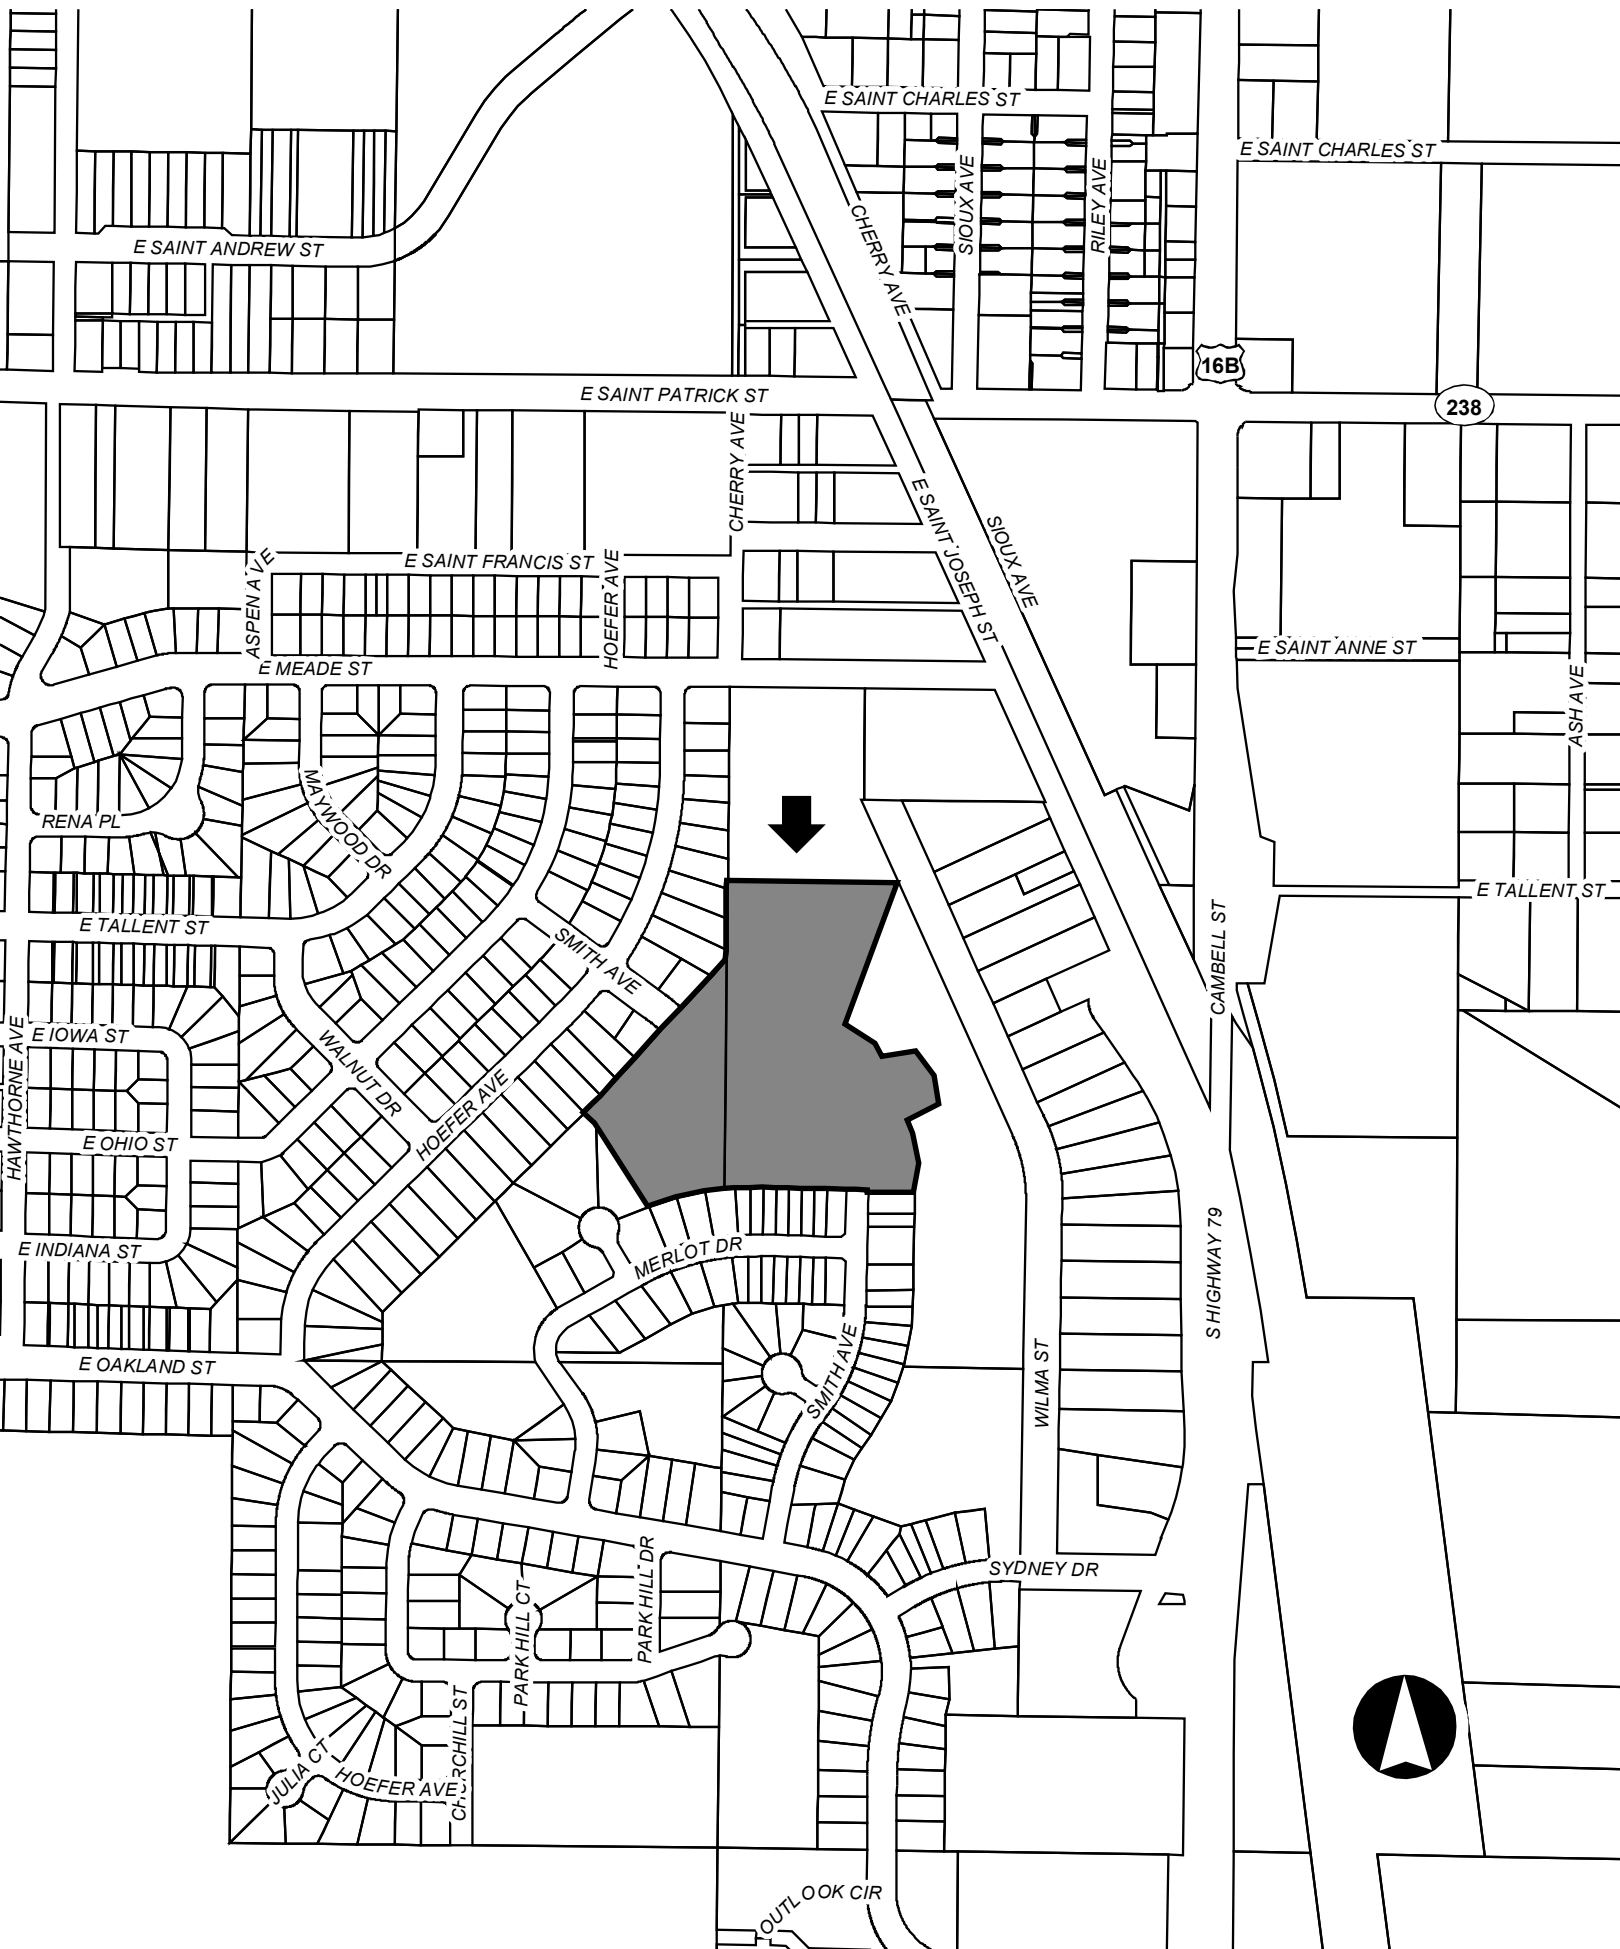 E SAINT CHARLES ST
E SAINT CHARLES ST
SIOUX AVE
RILEY AVE
CHERRY AVE
E SAINT ANDREW ST
16B
E SAINT PATRICK ST
238
CHERRY AVE
E SAINT JOSEPH ST
SIOUX AVE
E SAINT FRANCIS ST
ASPEN AVE
HOEFER AVE
E MEADE ST
E SAINT ANNE ST
ASH AVE
MAYWOOD DR
RENA PL
E TALLENT ST
E TALLENT ST
SMITH AVE
CAMBELL ST
E IOWA ST
HAWTHORNE AVE
WALNUT DR
HOEFER AVE
E OHIO ST
E INDIANA ST
MERLOT DR
S HIGHWAY 79
E OAKLAND ST
SMITH AVE
WILMA ST
SYDNEY DR
PARK HILL DR
PARK HILL CT
CHURCHILL ST
JULIA CT
HOEFER AVE
OUTLOOK CIR